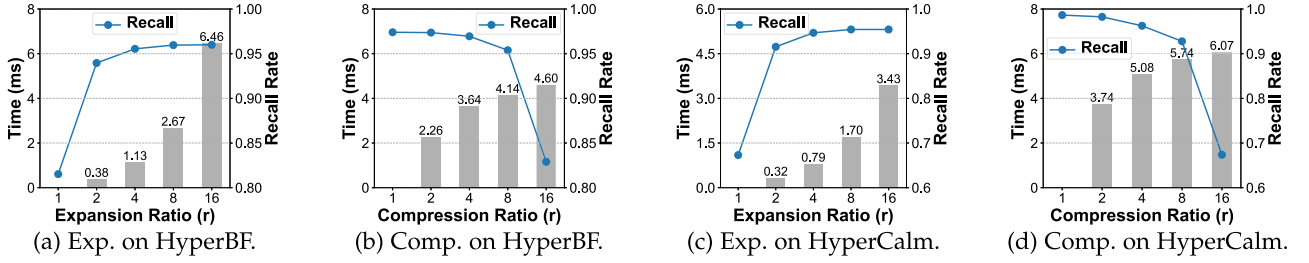 8
6
4
2
0
Time (ms)
Recall
0.38
1.13
2.67
6.46
1.00
0.95
0.90
0.85
0.80
Recall Rate
1 2 4 8 16
Expansion Ratio (r)
(a) Exp. on HyperBF.
8
6
4
2
0
Time (ms)
Recall
2.26
3.64
4.14
4.60
1.00
0.95
0.90
0.85
0.80
Recall Rate
1 2 4 8 16
Compression Ratio (r)
(b) Comp. on HyperBF.
6.0
4.5
3.0
1.5
0.0
Time (ms)
Recall
0.32
0.79
1.70
3.43
1.0
0.9
0.8
0.7
0.6
Recall Rate
1 2 4 8 16
Expansion Ratio (r)
(c) Exp. on HyperCalm.
8
6
4
2
0
Time (ms)
Recall
3.74
5.08
5.74
6.07
1.0
0.9
0.8
0.7
0.6
Recall Rate
1 2 4 8 16
Compression Ratio (r)
(d) Comp. on HyperCalm.